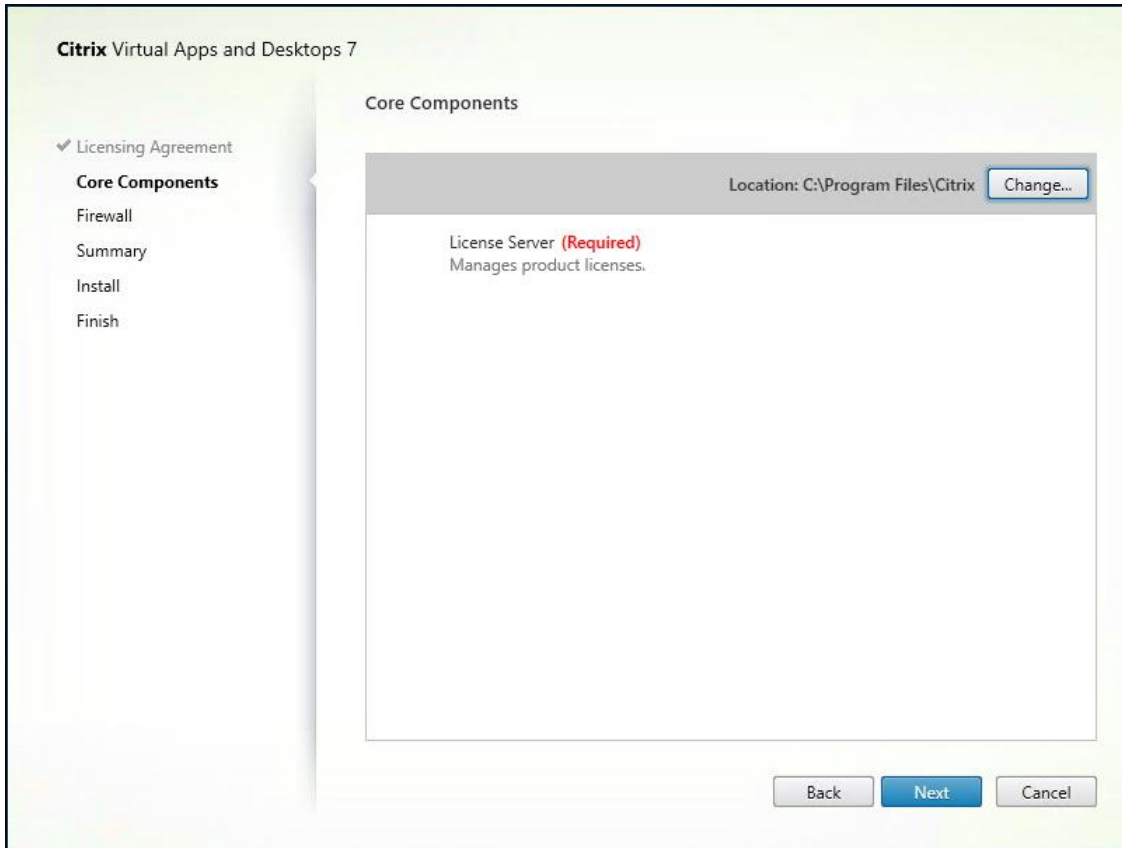 Citrix Virtual Apps and Desktops 7
Licensing Agreement
Core Components
Firewall
Summary
Install
Finish
Core Components
Location: C:\Program Files\Citrix
Change...
License Server (Required)
Manages product licenses.
Back
Next
Cancel